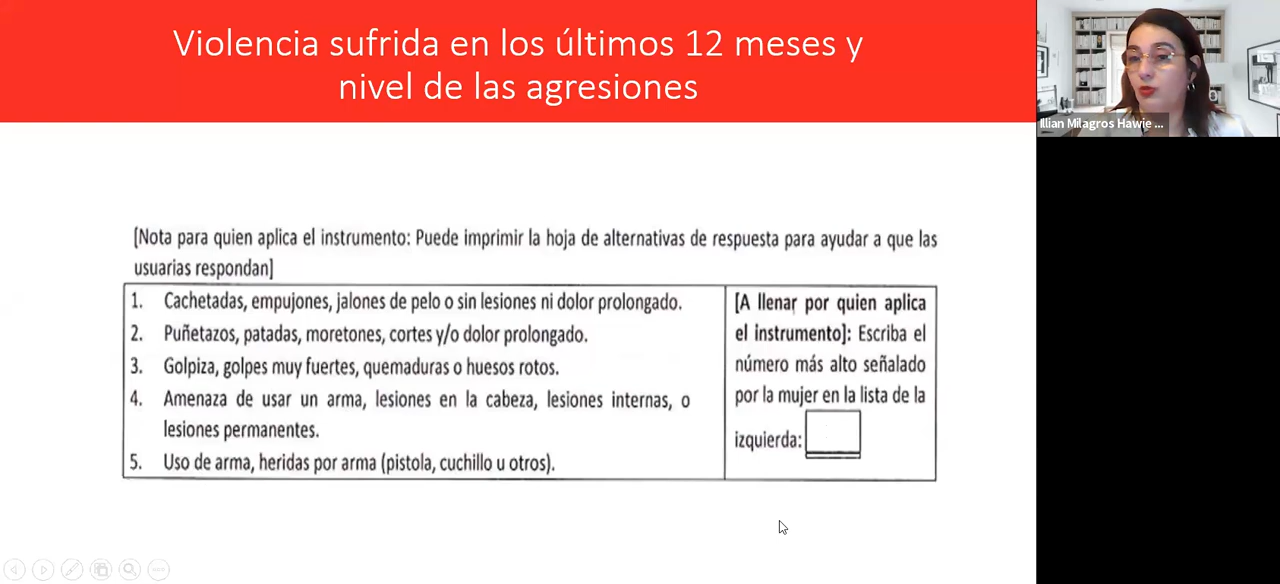 Violencia sufrida en los últimos 12 meses y
nivel de las agresiones
Illian Milagros Hawie ...
[Nota para quien aplica el instrumento: Puede imprimir la hoja de alternativas de respuesta para ayudar a que las
usuarias respondan]
1. Cachetadas, empujones, jalones de pelo o sin lesiones ni dolor prolongado.
2. Puñetazos, patadas, moretones, cortes y/o dolor prolongado.
3. Golpiza, golpes muy fuertes, quemaduras o huesos rotos.
4. Amenaza de usar un arma, lesiones en la cabeza, lesiones internas, o
lesiones permanentes.
5. Uso de arma, heridas por arma (pistola, cuchillo u otros).
[A llenar por quien aplica
el instrumento]: Escriba el
número más alto señalado
por la mujer en la lista de la
izquierda: